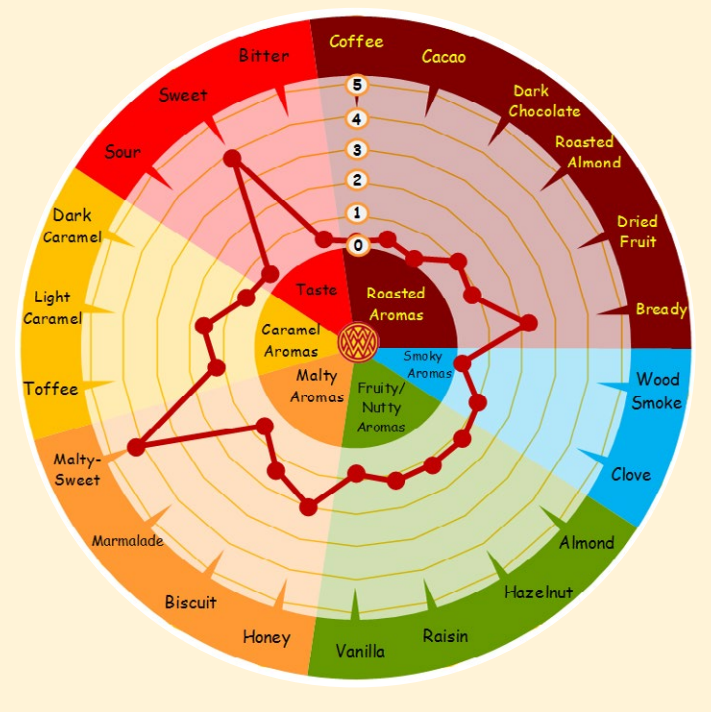 Coffee
Cacao
Dark
Chocolate
Roasted
Almond
Dried
Fruit
Bready
Wood
Smoke
Clove
Almond
Hazelnut
Raisin
Vanilla
Honey
Biscuit
Marmalade
Malty-
Sweet
Toffee
Light
Caramel
Dark
Caramel
Sour
Sweet
Bitter
5
4
3
2
1
0
Taste
Roasted
Aromas
Smoky
Aromas
Fruity/
Nutty
Aromas
Malty
Aromas
Caramel
Aromas